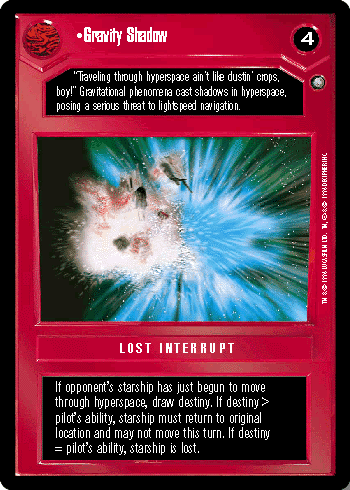 •Gravity Shadow
4
"Traveling through hyperspace ain't like dustin' crops,
boy!" Gravitational phenomena cast shadows in hyperspace,
posing a serious threat to lightspeed navigation.
LOST INTERRUPT
If opponent's starship has just begun to move
through hyperspace, draw destiny. If destiny >
pilot's ability, starship must return to original
location and may not move this turn. If destiny
= pilot's ability, starship is lost.